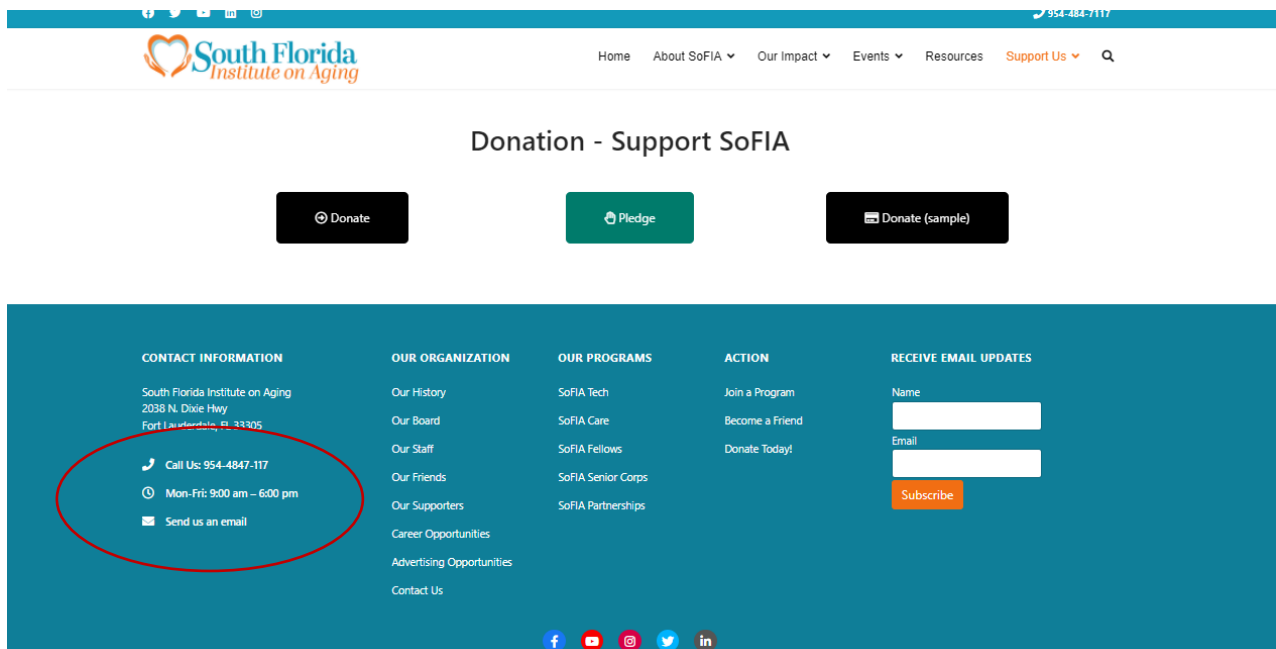 954-484-7117
South Florida
Institute on Aging
Home About SoFIA Our Impact Events Resources Support Us
Donation - Support SoFIA
Donate Pledge Donate (sample)
CONTACT INFORMATION
South Florida Institute on Aging
2038 N. Dixie Hwy
Fort Lauderdale, FL 33305
Call Us: 954-4847-117
Mon-Fri: 9:00 am – 6:00 pm
Send us an email
OUR ORGANIZATION
Our History
Our Board
Our Staff
Our Friends
Our Supporters
Career Opportunities
Advertising Opportunities
Contact Us
OUR PROGRAMS
SoFIA Tech
SoFIA Care
SoFIA Fellows
SoFIA Senior Corps
SoFIA Partnerships
ACTION
Join a Program
Become a Friend
Donate Today!
RECEIVE EMAIL UPDATES
Name
Email
Subscribe